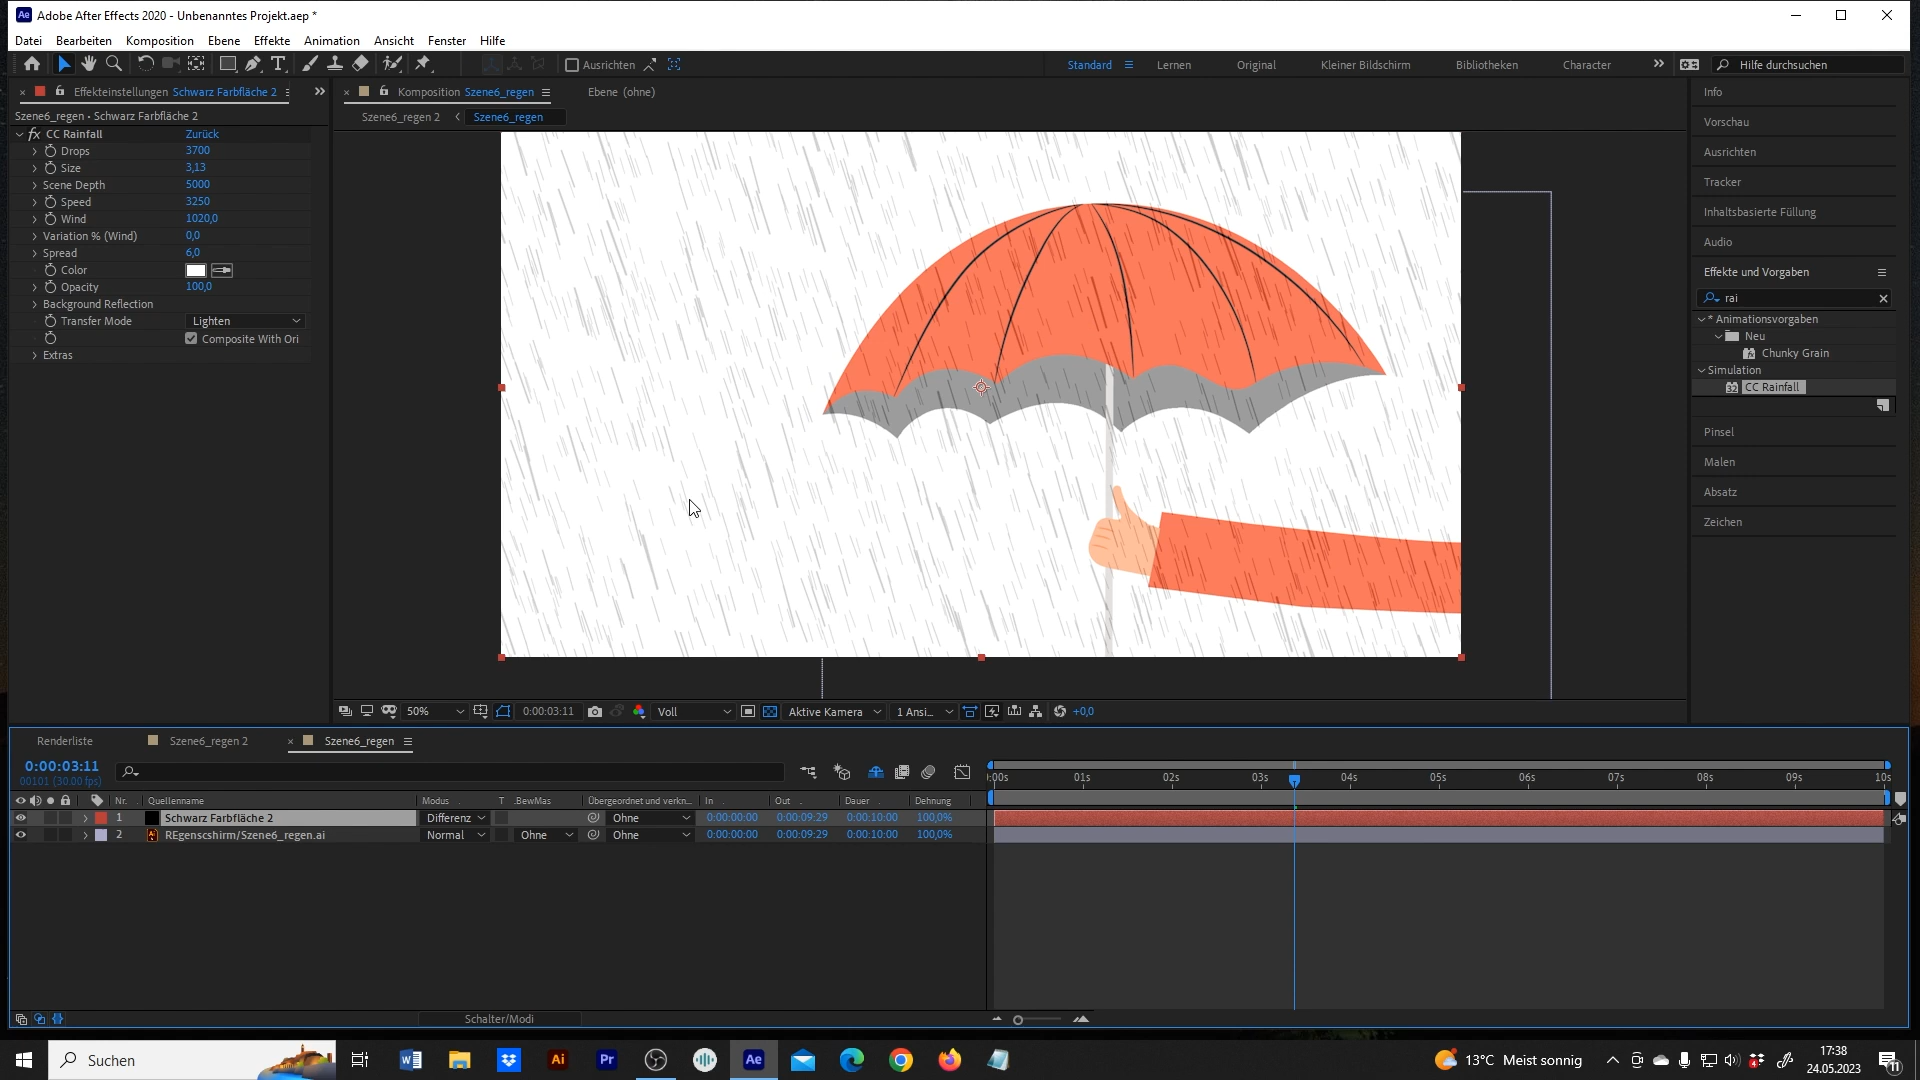 Adobe After Effects 2020 - Unbenanntes Projekt.aep *
Datei Bearbeiten Komposition Ebene Effekte Animation Ansicht Fenster Hilfe
Ausrichten Standard Lernen Original Kleiner Bildschirm Bibliotheken Character Hilfe durchsuchen
Effekteinstellungen Schwarz Farbfläche 2
Komposition Szene6_regen Ebene (ohne)
Szene6_regen • Schwarz Farbfläche 2
Szene6_regen 2 Szene6_regen
fx CC Rainfall Zurück
Drops 3700
Size 3,13
Scene Depth 5000
Speed 3250
Wind 1020,0
Variation % (Wind) 0,0
Spread 6,0
Color
Opacity 100,0
Background Reflection
Transfer Mode Lighten
Composite With Ori
Extras
Info
Vorschau
Ausrichten
Tracker
Inhaltsbasierte Füllung
Audio
Effekte und Vorgaben
rai
* Animationsvorgaben
Neu
Chunky Grain
Simulation
CC Rainfall
Pinsel
Malen
Absatz
Zeichen
50% 0:00:03:11 Voll Aktive Kamera 1 Ansi... +0,0
Renderliste Szene6_regen 2 Szene6_regen
0:00:03:11
00101 (30.00 fps)
Nr. Quellenname Modus T .BewMas Übergeordnet und verkn... In Out Dauer Dehnung
1 Schwarz Farbfläche 2 Differenz Ohne 0:00:00:00 0:00:09:29 0:00:10:00 100,0%
2 REgenscshirm/Szene6_regen.ai Normal Ohne Ohne 0:00:00:00 0:00:09:29 0:00:10:00 100,0%
):00s 01s 02s 03s 04s 05s 06s 07s 08s 09s 10s
Schalter/Modi
Suchen
13°C Meist sonnig
17:38
24.05.2023
11